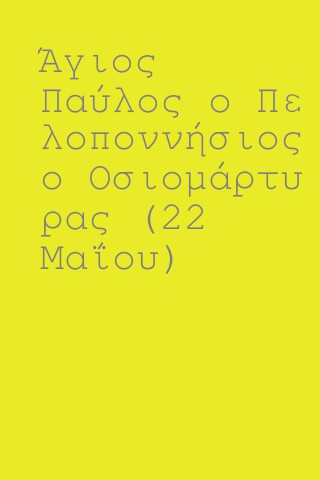 Άγιος
Παύλος ο Πε
λοποννήσιος
ο Οσιομάρτυ
ρας (22
Μαΐου)